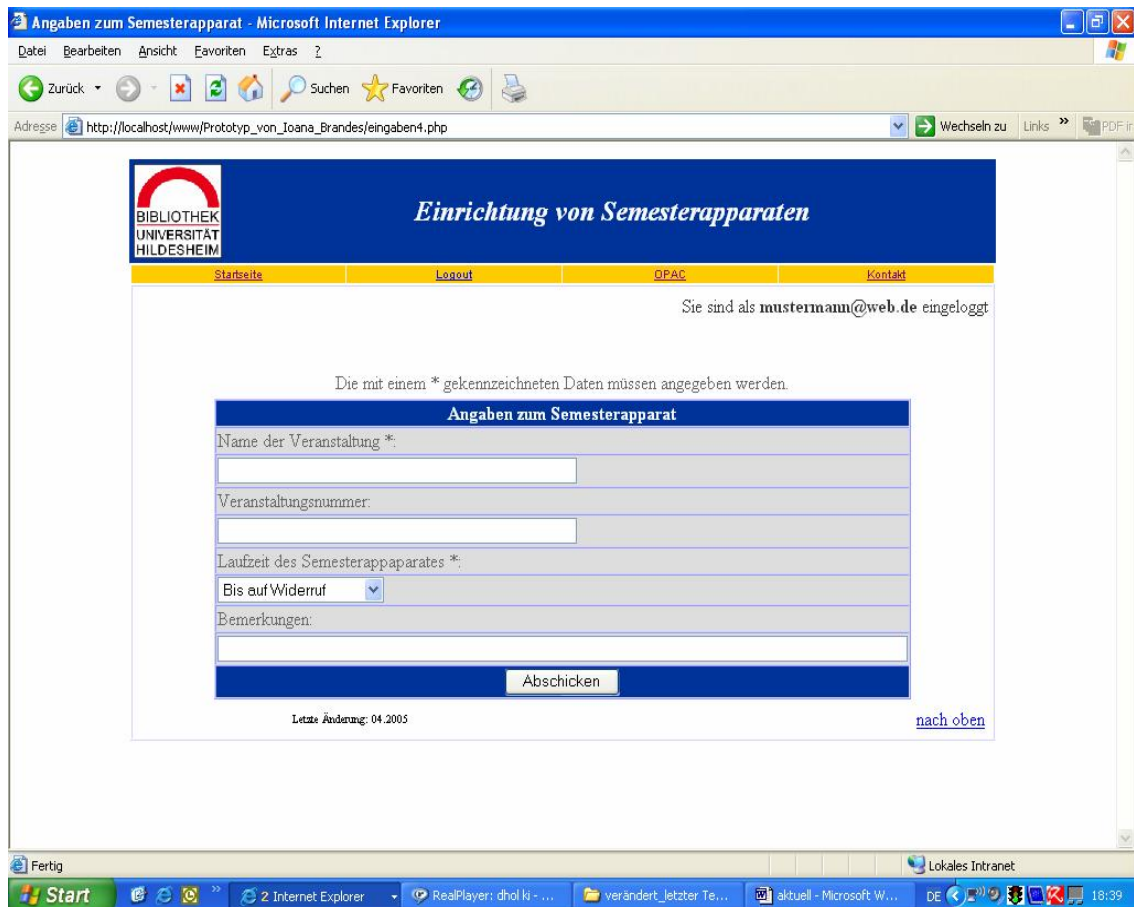 Angaben zum Semesterapparat - Microsoft Internet Explorer
Datei Bearbeiten Ansicht Favoriten Extras ?
Zurück Suchen Favoriten
Adresse http://localhost/www/Prototyp_von_Ioana_Brandes/eingaben4.php Wechseln zu Links » PDF ir
BIBLIOTHEK
UNIVERSITÄT
HILDESHEIM
Einrichtung von Semesterapparaten
Startseite Logout OPAC Kontakt
Sie sind als mustermann@web.de eingeloggt
Die mit einem * gekennzeichneten Daten müssen angegeben werden.
Angaben zum Semesterapparat
Name der Veranstaltung *:
Veranstaltungsnummer:
Laufzeit des Semesterappaparates *:
Bis auf Widerruf
Bemerkungen:
Abschicken
Letzte Änderung: 04.2005 nach oben
Fertig Lokales Intranet
Start » 2 Internet Explorer RealPlayer: dhol ki - ... verändert_letzter Te... aktuell - Microsoft W... DE 18:39